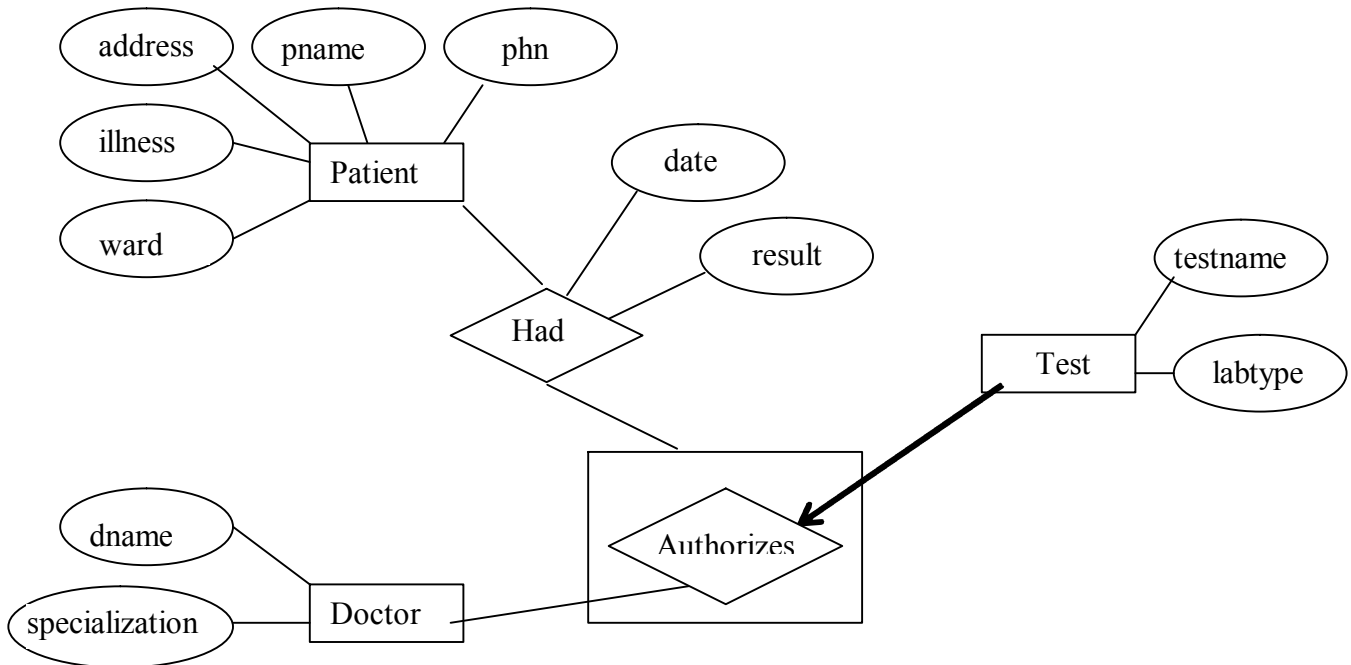 address
pname
phn
illness
Patient
date
ward
result
testname
Had
Test
labtype
dname
Authorizes
specialization
Doctor